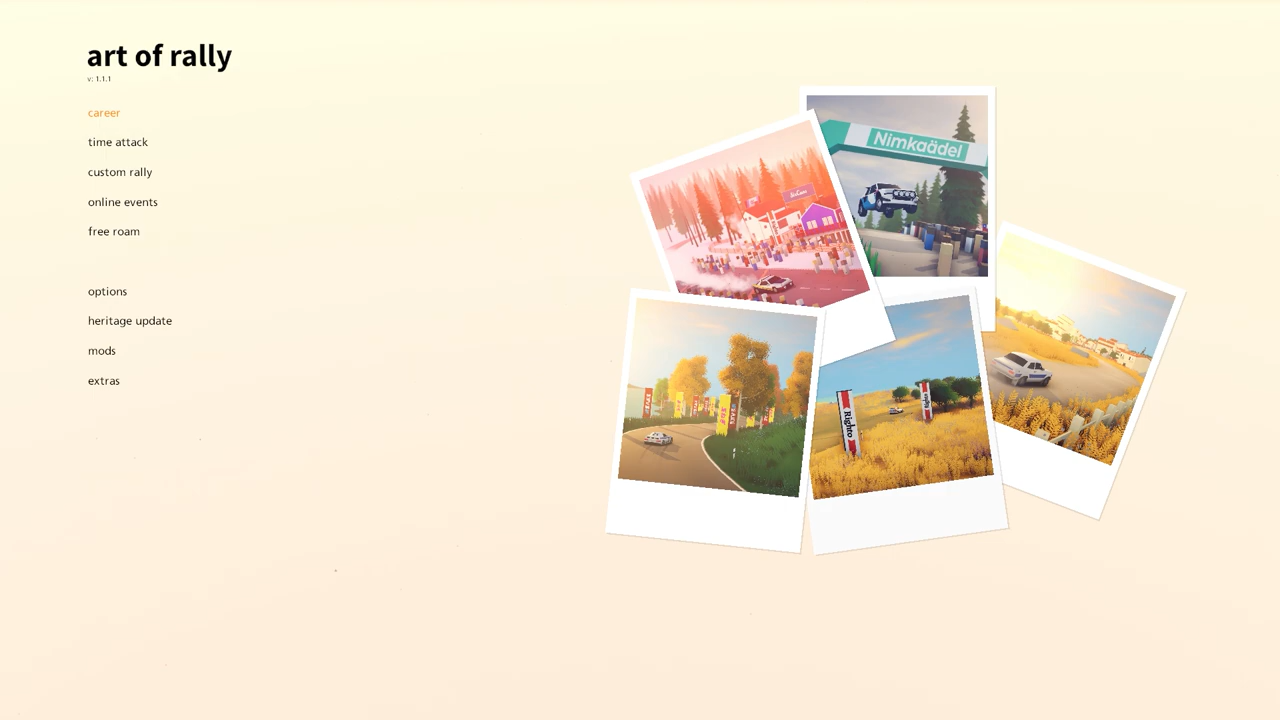 art of rally
v: 1.1.1
career
time attack
custom rally
online events
free roam
options
heritage update
mods
extras
Nimkaädel
Righto
Righto